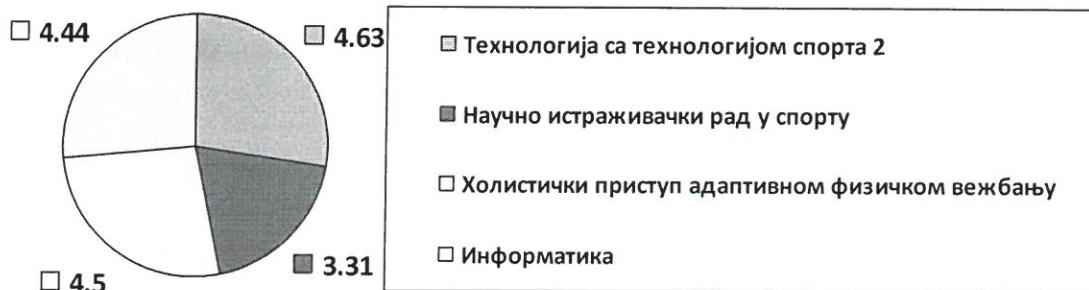 4.44
4.63
4.5
3.31
Технологија са технологијом спорта 2
Научно истраживачки рад у спорту
Холистички приступ адаптивном физичком вежбању
Информатика